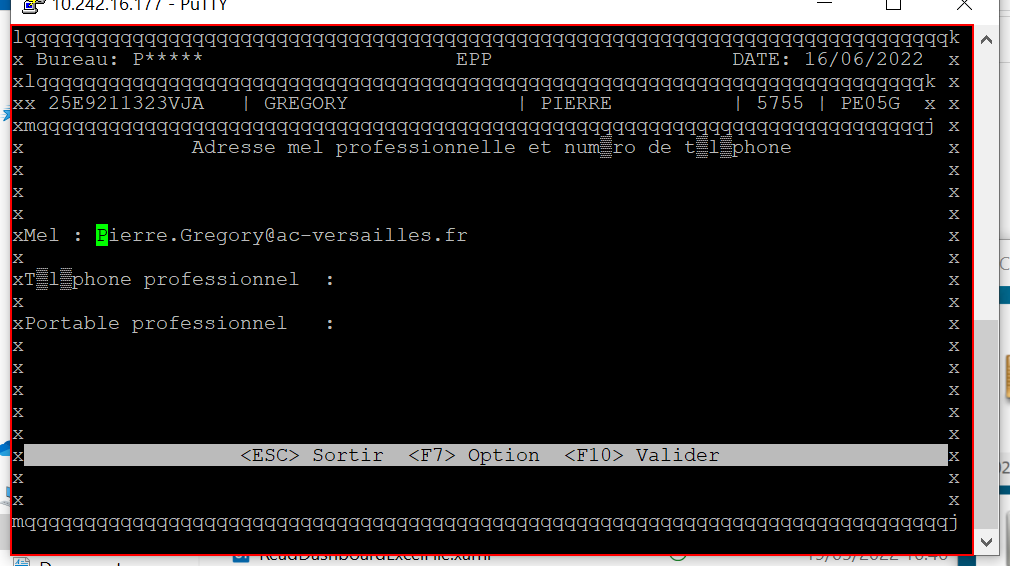 10.242.16.177 - PuTTY
lqqqqqqqqqqqqqqqqqqqqqqqqqqqqqqqqqqqqqqqqqqqqqqqqqqqqqqqqqqqqqqqqqqqqqqqqqqqqqk
x Bureau: P***** EPP DATE: 16/06/2022 x
xlqqqqqqqqqqqqqqqqqqqqqqqqqqqqqqqqqqqqqqqqqqqqqqqqqqqqqqqqqqqqqqqqqqqqqqqqqqk x
xx 25E9211323VJA | GREGORY | PIERRE | 5755 | PE05G x x
xmqqqqqqqqqqqqqqqqqqqqqqqqqqqqqqqqqqqqqqqqqqqqqqqqqqqqqqqqqqqqqqqqqqqqqqqqqqj x
x Adresse mel professionnelle et num▒ro de t▒l▒phone x
x x
x x
x x
xMel : Pierre.Gregory@ac-versailles.fr x
x x
xT▒l▒phone professionnel : x
x x
xPortable professionnel : x
x x
x x
x x
x x
x x
x <ESC> Sortir <F7> Option <F10> Valider x
x x
x x
mqqqqqqqqqqqqqqqqqqqqqqqqqqqqqqqqqqqqqqqqqqqqqqqqqqqqqqqqqqqqqqqqqqqqqqqqqqqqqj